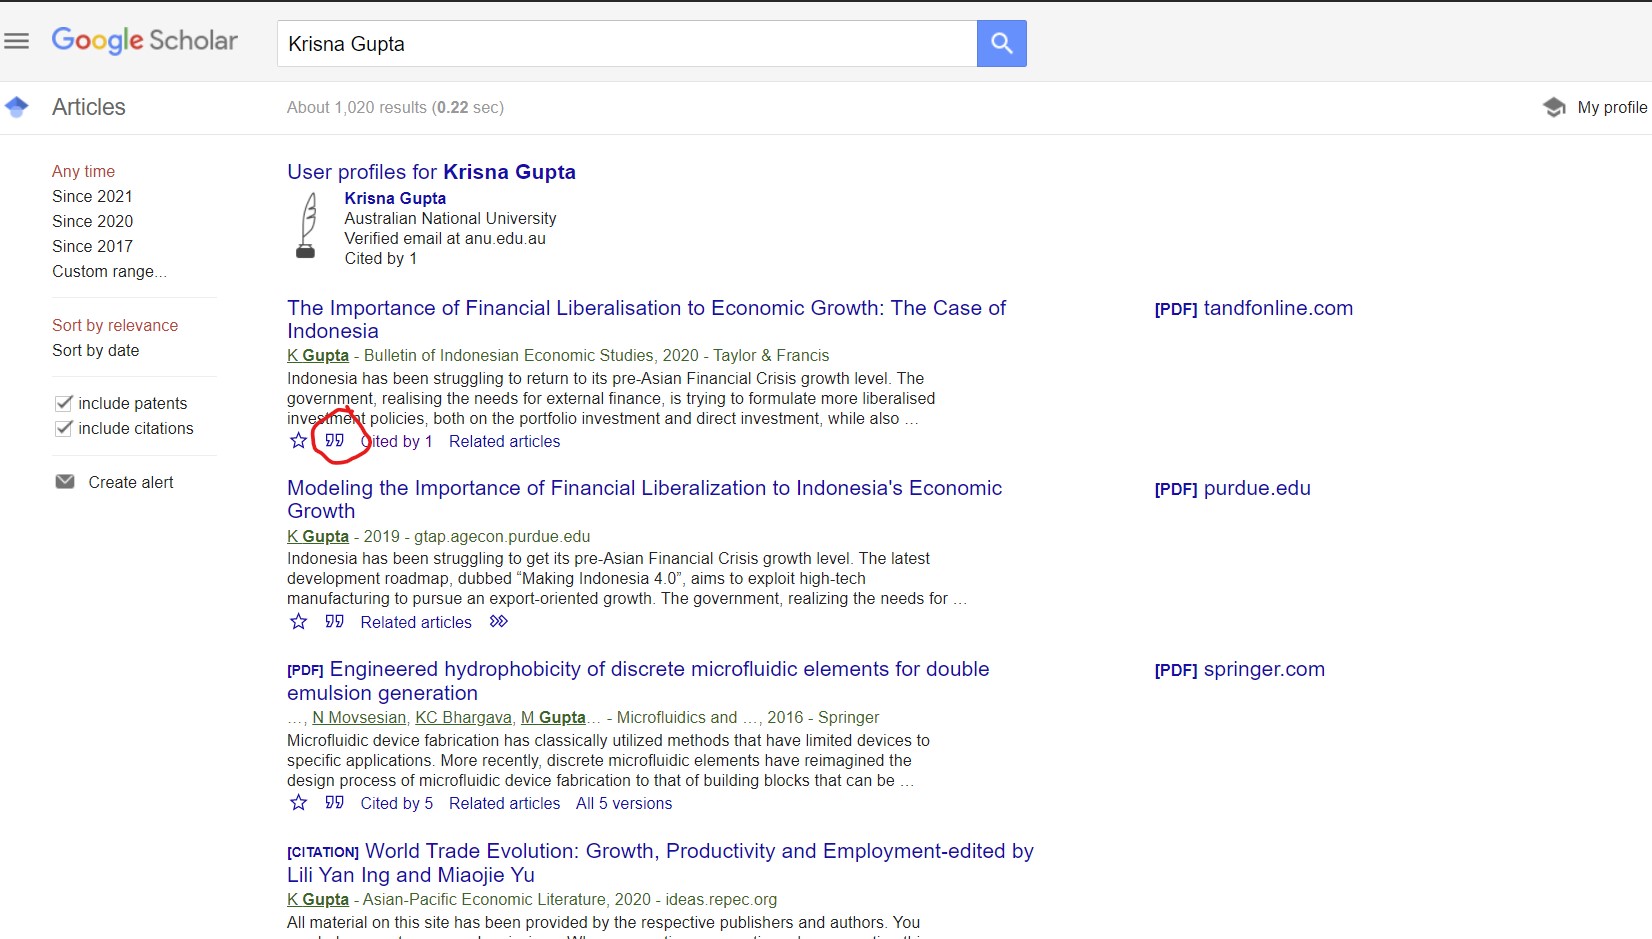 Google Scholar
Krisna Gupta
Articles
About 1,020 results (0.22 sec)
My profile
Any time
Since 2021
Since 2020
Since 2017
Custom range...
Sort by relevance
Sort by date
include patents
include citations
Create alert
User profiles for Krisna Gupta
Krisna Gupta
Australian National University
Verified email at anu.edu.au
Cited by 1
The Importance of Financial Liberalisation to Economic Growth: The Case of
Indonesia
[PDF] tandfonline.com
K Gupta - Bulletin of Indonesian Economic Studies, 2020 - Taylor & Francis
Indonesia has been struggling to return to its pre-Asian Financial Crisis growth level. The
government, realising the needs for external finance, is trying to formulate more liberalised
investment policies, both on the portfolio investment and direct investment, while also …
Cited by 1 Related articles
Modeling the Importance of Financial Liberalization to Indonesia's Economic
Growth
[PDF] purdue.edu
K Gupta - 2019 - gtap.agecon.purdue.edu
Indonesia has been struggling to get its pre-Asian Financial Crisis growth level. The latest
development roadmap, dubbed “Making Indonesia 4.0”, aims to exploit high-tech
manufacturing to pursue an export-oriented growth. The government, realizing the needs for …
Related articles
[PDF] Engineered hydrophobicity of discrete microfluidic elements for double
emulsion generation
[PDF] springer.com
…, N Movsesian, KC Bhargava, M Gupta… - Microfluidics and …, 2016 - Springer
Microfluidic device fabrication has classically utilized methods that have limited devices to
specific applications. More recently, discrete microfluidic elements have reimagined the
design process of microfluidic device fabrication to that of building blocks that can be …
Cited by 5 Related articles All 5 versions
[CITATION] World Trade Evolution: Growth, Productivity and Employment-edited by
Lili Yan Ing and Miaojie Yu
K Gupta - Asian-Pacific Economic Literature, 2020 - ideas.repec.org
All material on this site has been provided by the respective publishers and authors. You